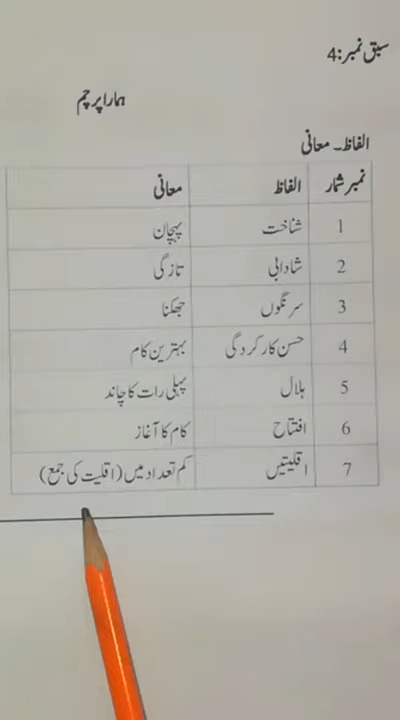 سبق نمبر:4
ہمارا پرچم
الفاظ۔ معانی
نمبر شمار الفاظ معانی
1 شناخت پہچان
2 شادابی تازگی
3 سرنگوں جھکنا
4 حسن کارکردگی بہترین کام
5 ہلال پہلی رات کا چاند
6 افتتاح کام کا آغاز
7 اقلیتیں کم تعداد میں (اقلیت کی جمع)